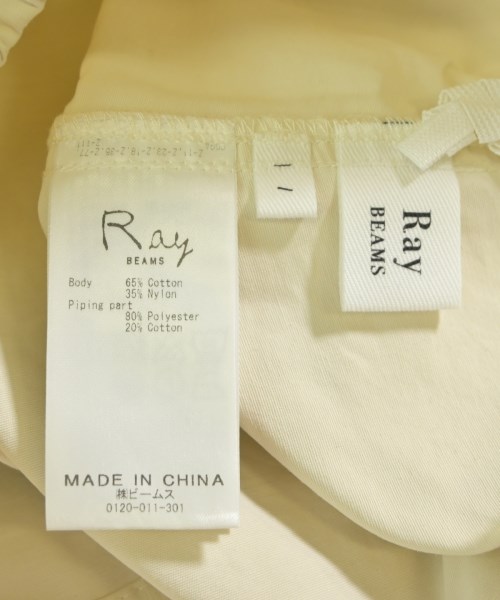 Ray
BEAMS
Body 65% Cotton
35% Nylon
Piping part
80% Polyester
20% Cotton
MADE IN CHINA
㈱ビームス
0120-011-301
Ray
BEAMS